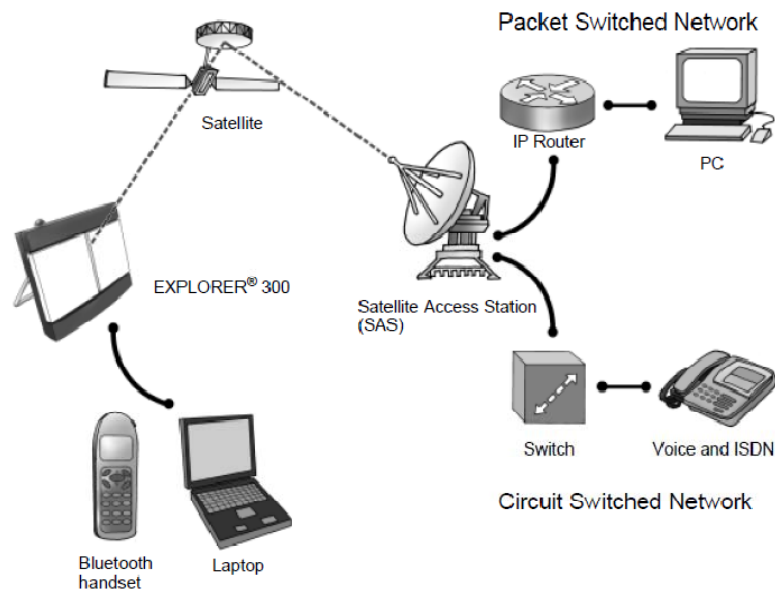 Packet Switched Network
Satellite
IP Router
PC
EXPLORER® 300
Satellite Access Station
(SAS)
Switch
Voice and ISDN
Circuit Switched Network
Bluetooth
handset
Laptop